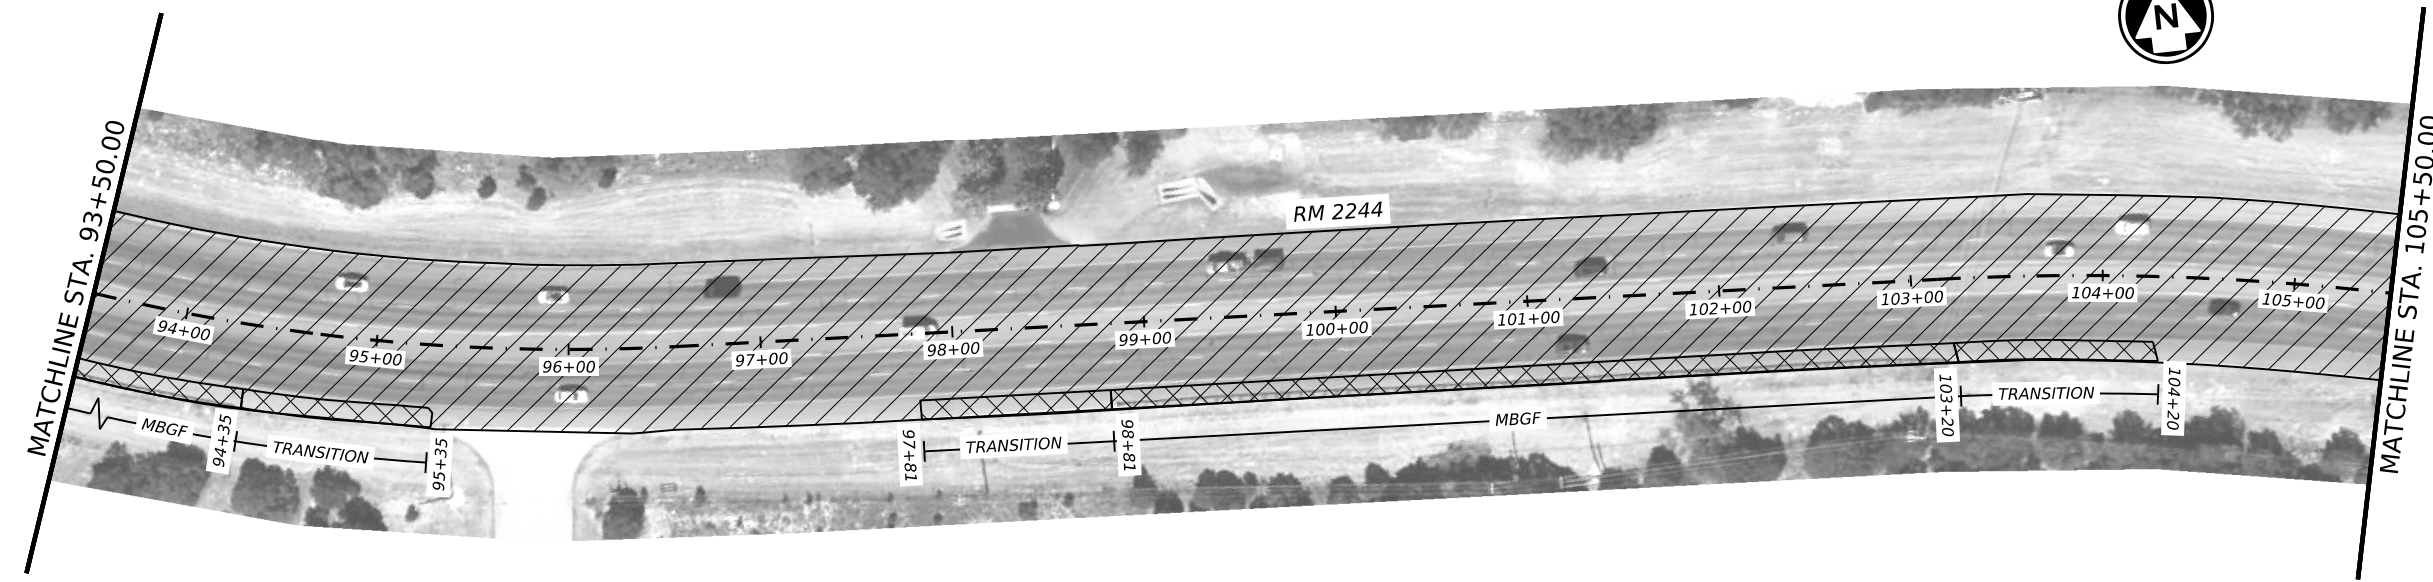 N
MATCHLINE STA. 93+50.00
RM 2244
94+00
95+00
96+00
97+00
98+00
99+00
100+00
101+00
102+00
103+00
104+00
105+00
MBGF
94+35
TRANSITION
95+35
97+81
TRANSITION
98+81
MBGF
103+20
TRANSITION
104+20
MATCHLINE STA. 105+50.00